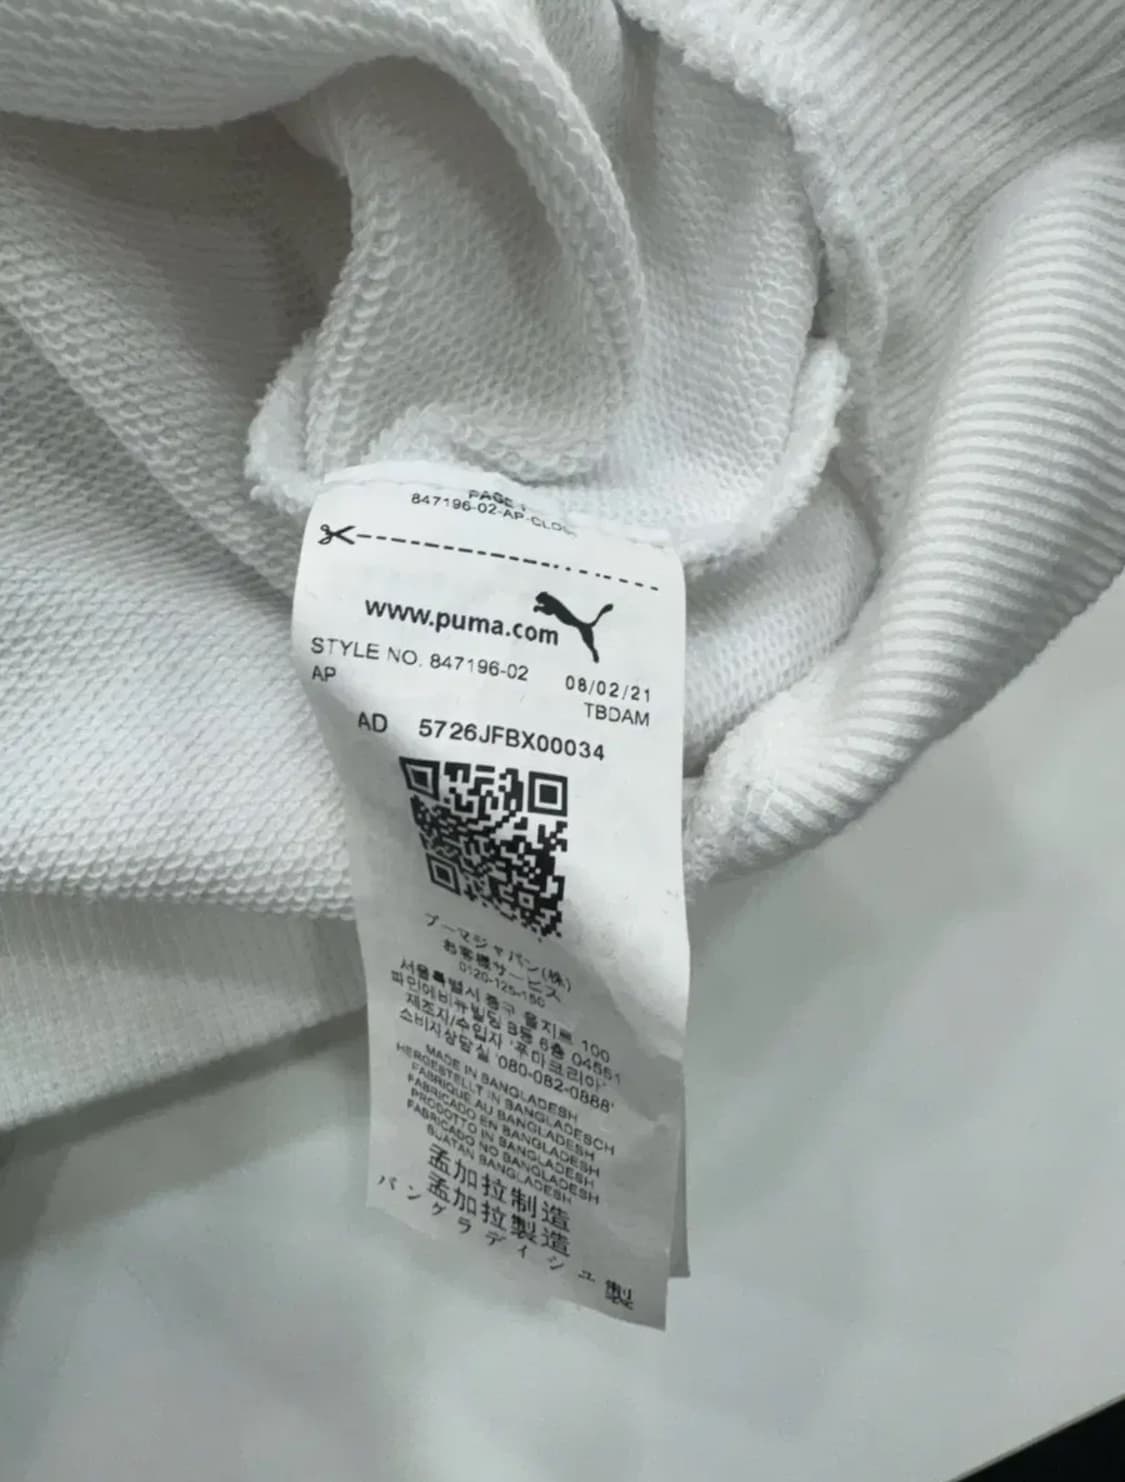 PAGE
847196-02-AP-CLO
www.puma.com
STYLE NO. 847196-02 08/02/21
AP TBDAM
AD 5726JFBX00034
プーマジャパン(株)
お客様サービス
0120-125-150
서울특별시 중구 을지로 100
파인에비뉴빌딩 B동 6층 04551
제조자/수입자 '푸마코리아'
소비자상담실 '080-082-0888'
MADE IN BANGLADESH
HERGESTELLT IN BANGLADESCH
FABRIQUE AU BANGLADESH
FABRICADO EN BANGLADESH
PRODOTTO IN BANGLADESH
FABRICADO NO BANGLADESH
BUATAN BANGLADESH
孟加拉制造
孟加拉製造
バングラディシュ製